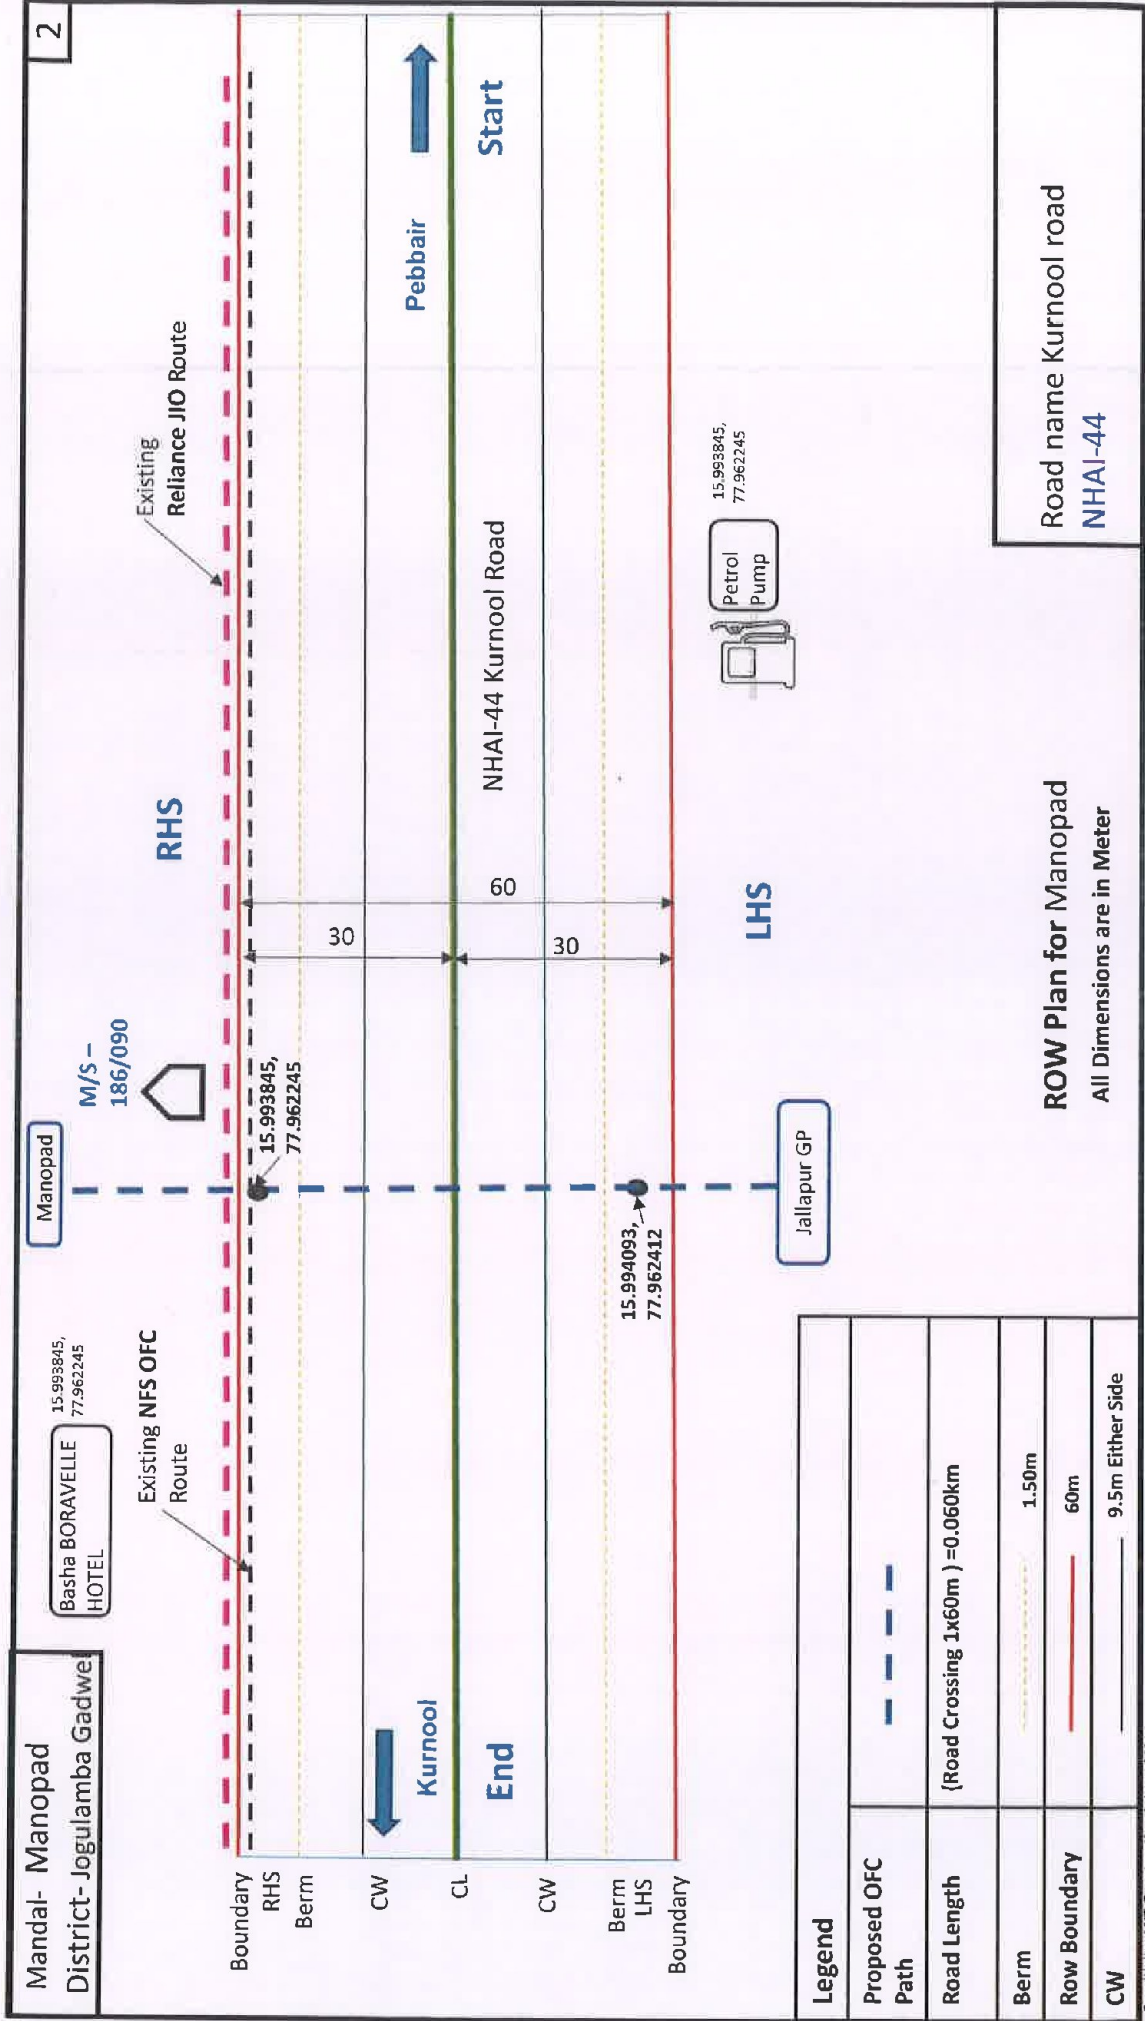 Mandal- Manopad
District- Jogulamba Gadwel
2
Basha BORAVELLE
HOTEL
15.993845,
77.962245
Manopad
M/S –
186/090
RHS
Existing NFS OFC
Route
Existing
Reliance JIO Route
Boundary
RHS
Berm
CW
CL
CW
Berm
LHS
Boundary
15.993845,
77.962245
30
60
30
Kurnool
End
Pebbair
Start
NHAI-44 Kurnool Road
15.994093,
77.962412
LHS
Petrol
Pump
15.993845,
77.962245
Jallapur GP
Legend
Proposed OFC
Path
Road Length
(Road Crossing 1x60m ) =0.060km
Berm
1.50m
Row Boundary
60m
CW
9.5m Either Side
ROW Plan for Manopad
All Dimensions are in Meter
Road name Kurnool road
NHAI-44